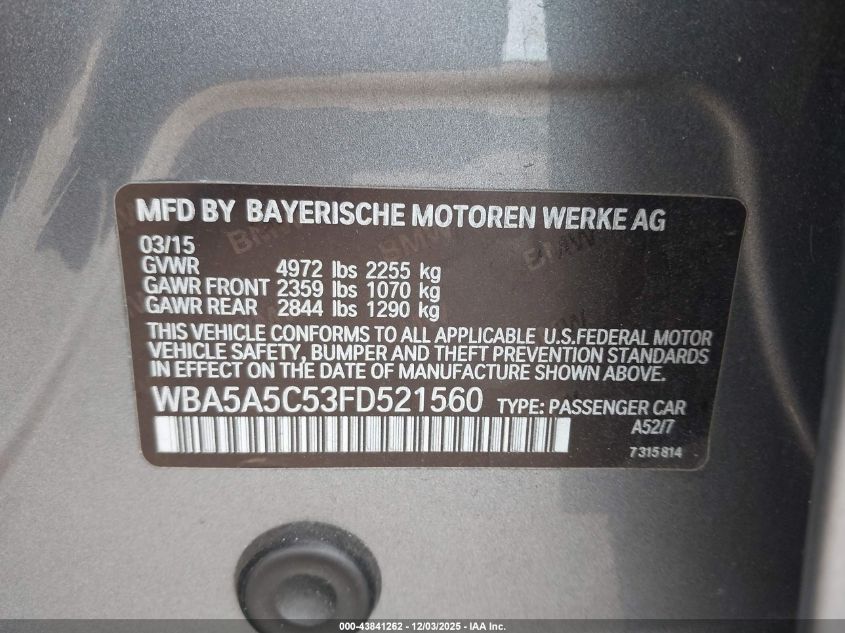 MFD BY BAYERISCHE MOTOREN WERKE AG
03/15
GVWR 4972 lbs 2255 kg
GAWR FRONT 2359 lbs 1070 kg
GAWR REAR 2844 lbs 1290 kg
THIS VEHICLE CONFORMS TO ALL APPLICABLE U.S.FEDERAL MOTOR
VEHICLE SAFETY, BUMPER AND THEFT PREVENTION STANDARDS
IN EFFECT ON THE DATE OF MANUFACTURE SHOWN ABOVE.
WBA5A5C53FD521560 TYPE: PASSENGER CAR
A52/7
7315814
000-43841262 - 12/03/2025 - IAA Inc.